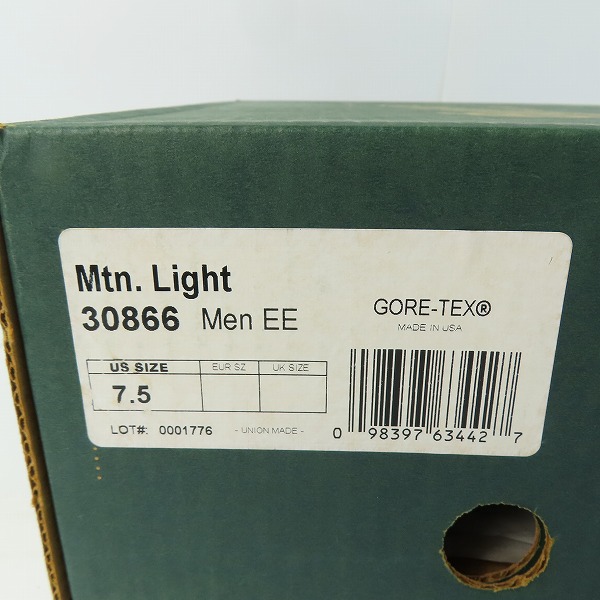 Mtn. Light
30866 Men EE
GORE-TEX®
MADE IN USA
US SIZE EUR SZ UK SIZE
7.5
LOT#: 0001776 - UNION MADE -
0 98397 63442 7